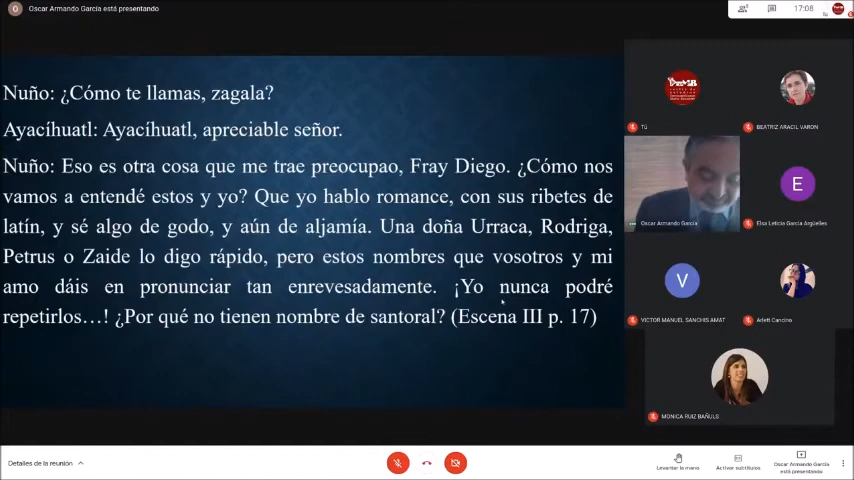 O
Oscar Armando García está presentando
17:08
Nuño: ¿Cómo te llamas, zagala?
Ayacíhuatl: Ayacíhuatl, apreciable señor.
Nuño: Eso es otra cosa que me trae preocupao, Fray Diego. ¿Cómo nos
vamos a entendé estos y yo? Que yo hablo romance, con sus ribetes de
latín, y sé algo de godo, y aún de aljamía. Una doña Urraca, Rodriga,
Petrus o Zaide lo digo rápido, pero estos nombres que vosotros y mi
amo dáis en pronunciar tan enrevesadamente. ¡Yo nunca podré
repetirlos…! ¿Por qué no tienen nombre de santoral? (Escena III p. 17)
Tú
BEATRIZ ARACIL VARON
Oscar Armando García
E
Elsa Leticia García Argüelles
V
VICTOR MANUEL SANCHIS AMAT
Arlett Cancino
MONICA RUIZ BAÑULS
Detalles de la reunión
Levantar la mano
Activar subtítulos
Oscar Armando García
está presentando